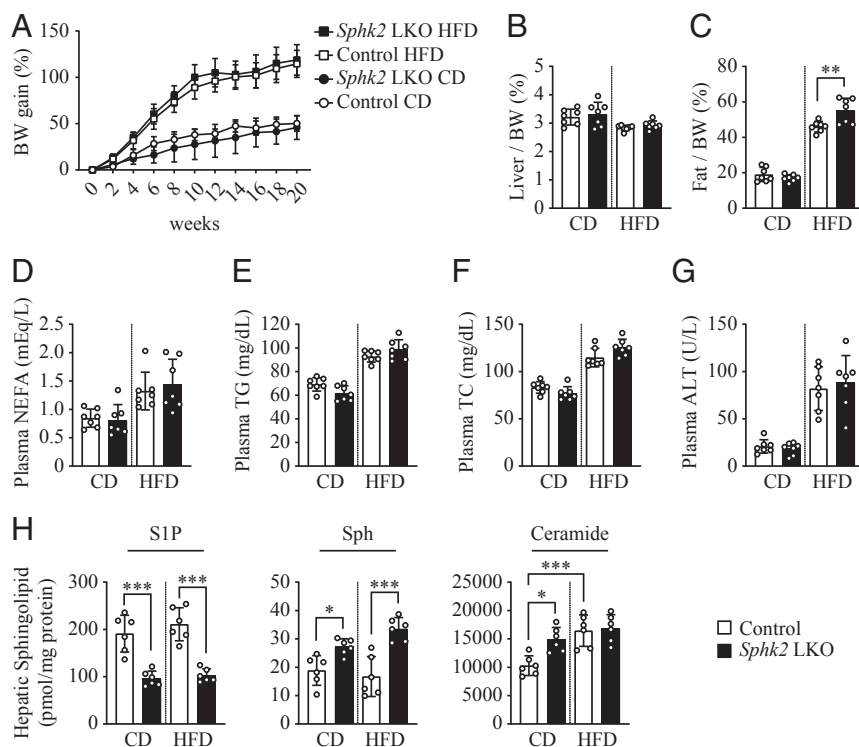 A
BW gain (%)
150
100
50
0
0 2 4 6 8 10 12 14 16 18 20
weeks
Sphk2 LKO HFD
Control HFD
Sphk2 LKO CD
Control CD
B
Liver / BW (%)
5
4
3
2
1
0
CD HFD
C
Fat / BW (%)
80
60
40
20
0
**
CD HFD
D
Plasma NEFA (mEq/L)
2.5
2.0
1.5
1.0
0.5
0
CD HFD
E
Plasma TG (mg/dL)
140
120
100
80
60
40
20
0
CD HFD
F
Plasma TC (mg/dL)
200
150
100
50
0
CD HFD
G
Plasma ALT (U/L)
150
100
50
0
CD HFD
H
Hepatic Sphingolipid
(pmol/mg protein)
S1P
300
200
100
0
***
***
CD HFD
Sph
50
40
30
20
10
0
*
***
CD HFD
Ceramide
25000
20000
15000
10000
5000
0
***
*
CD HFD
Control
Sphk2 LKO